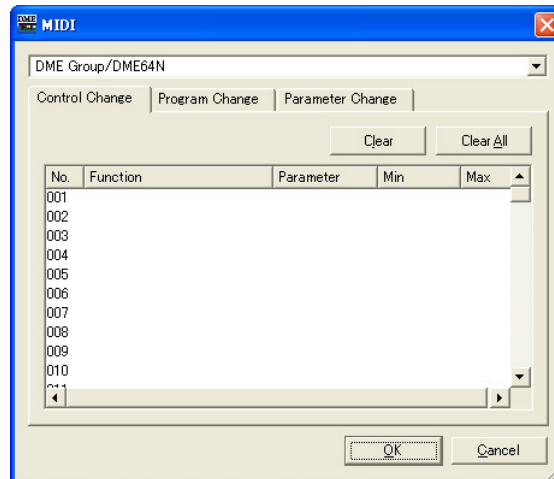 DME MIDI
DME Group/DME64N
Control Change Program Change Parameter Change
Clear Clear All
No. Function Parameter Min Max
001
002
003
004
005
006
007
008
009
010
011
OK Cancel